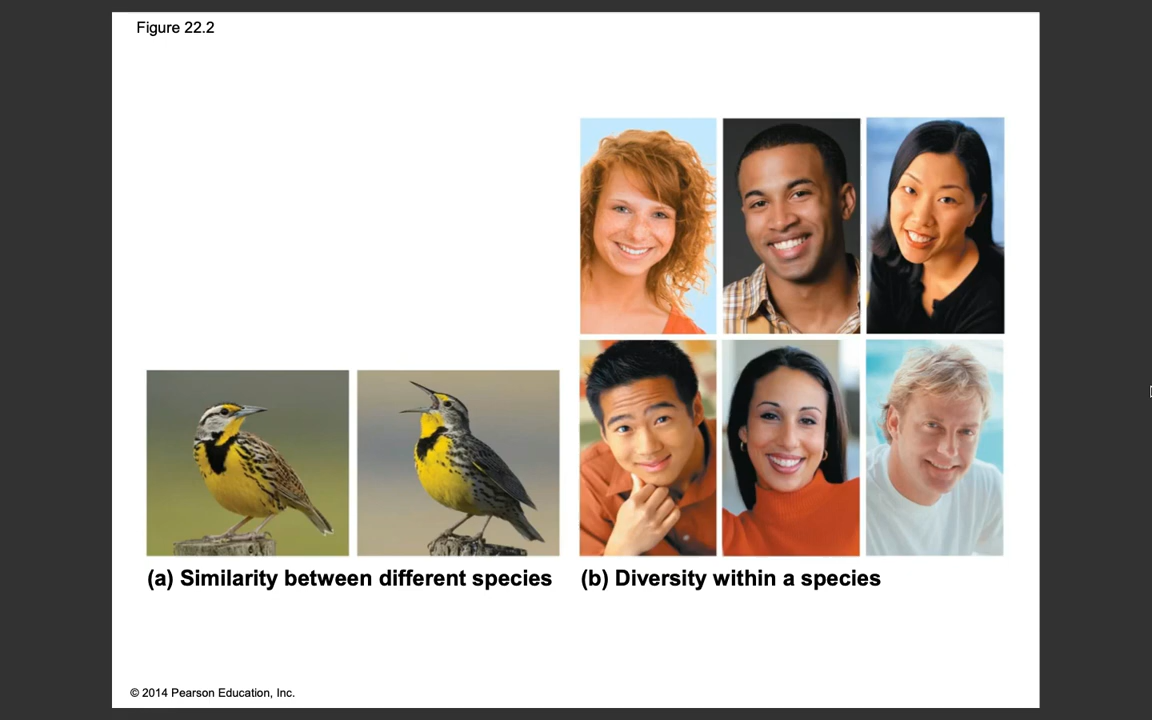 Figure 22.2
(a) Similarity between different species
(b) Diversity within a species
© 2014 Pearson Education, Inc.